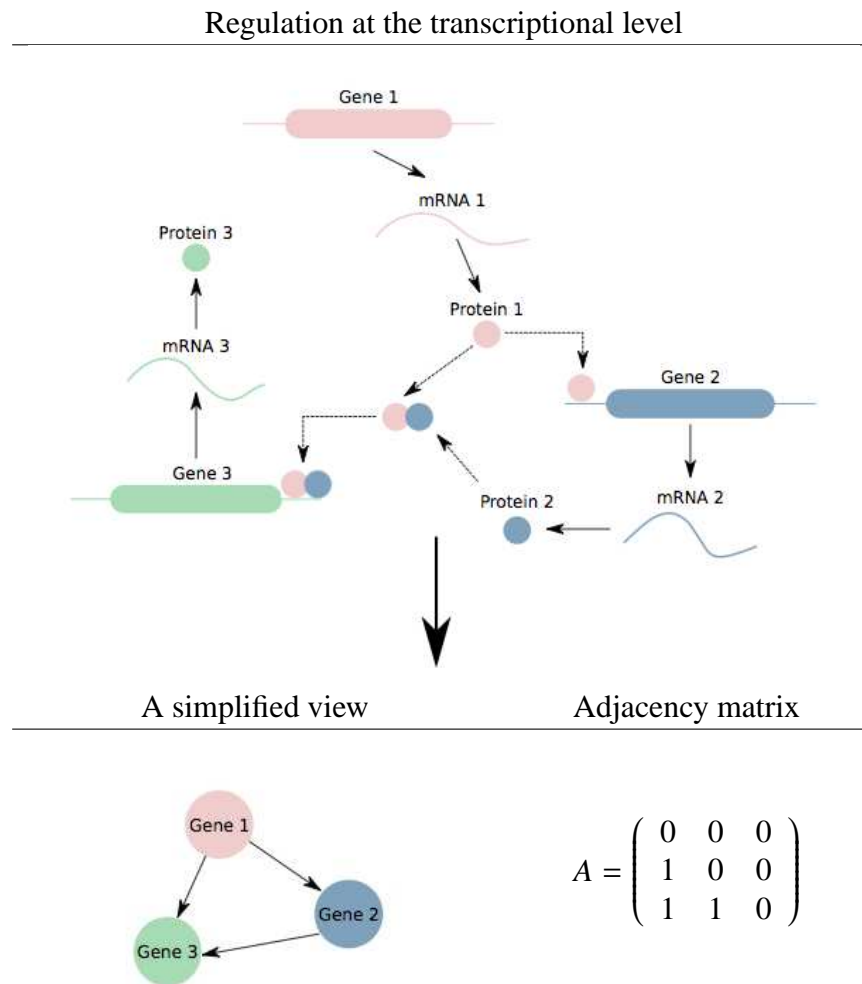 Regulation at the transcriptional level
Gene 1
mRNA 1
Protein 3
Protein 1
mRNA 3
Gene 2
Gene 3
Protein 2
mRNA 2
A simplified view
Adjacency matrix
Gene 1
Gene 2
Gene 3
A =
0 0 0
1 0 0
1 1 0